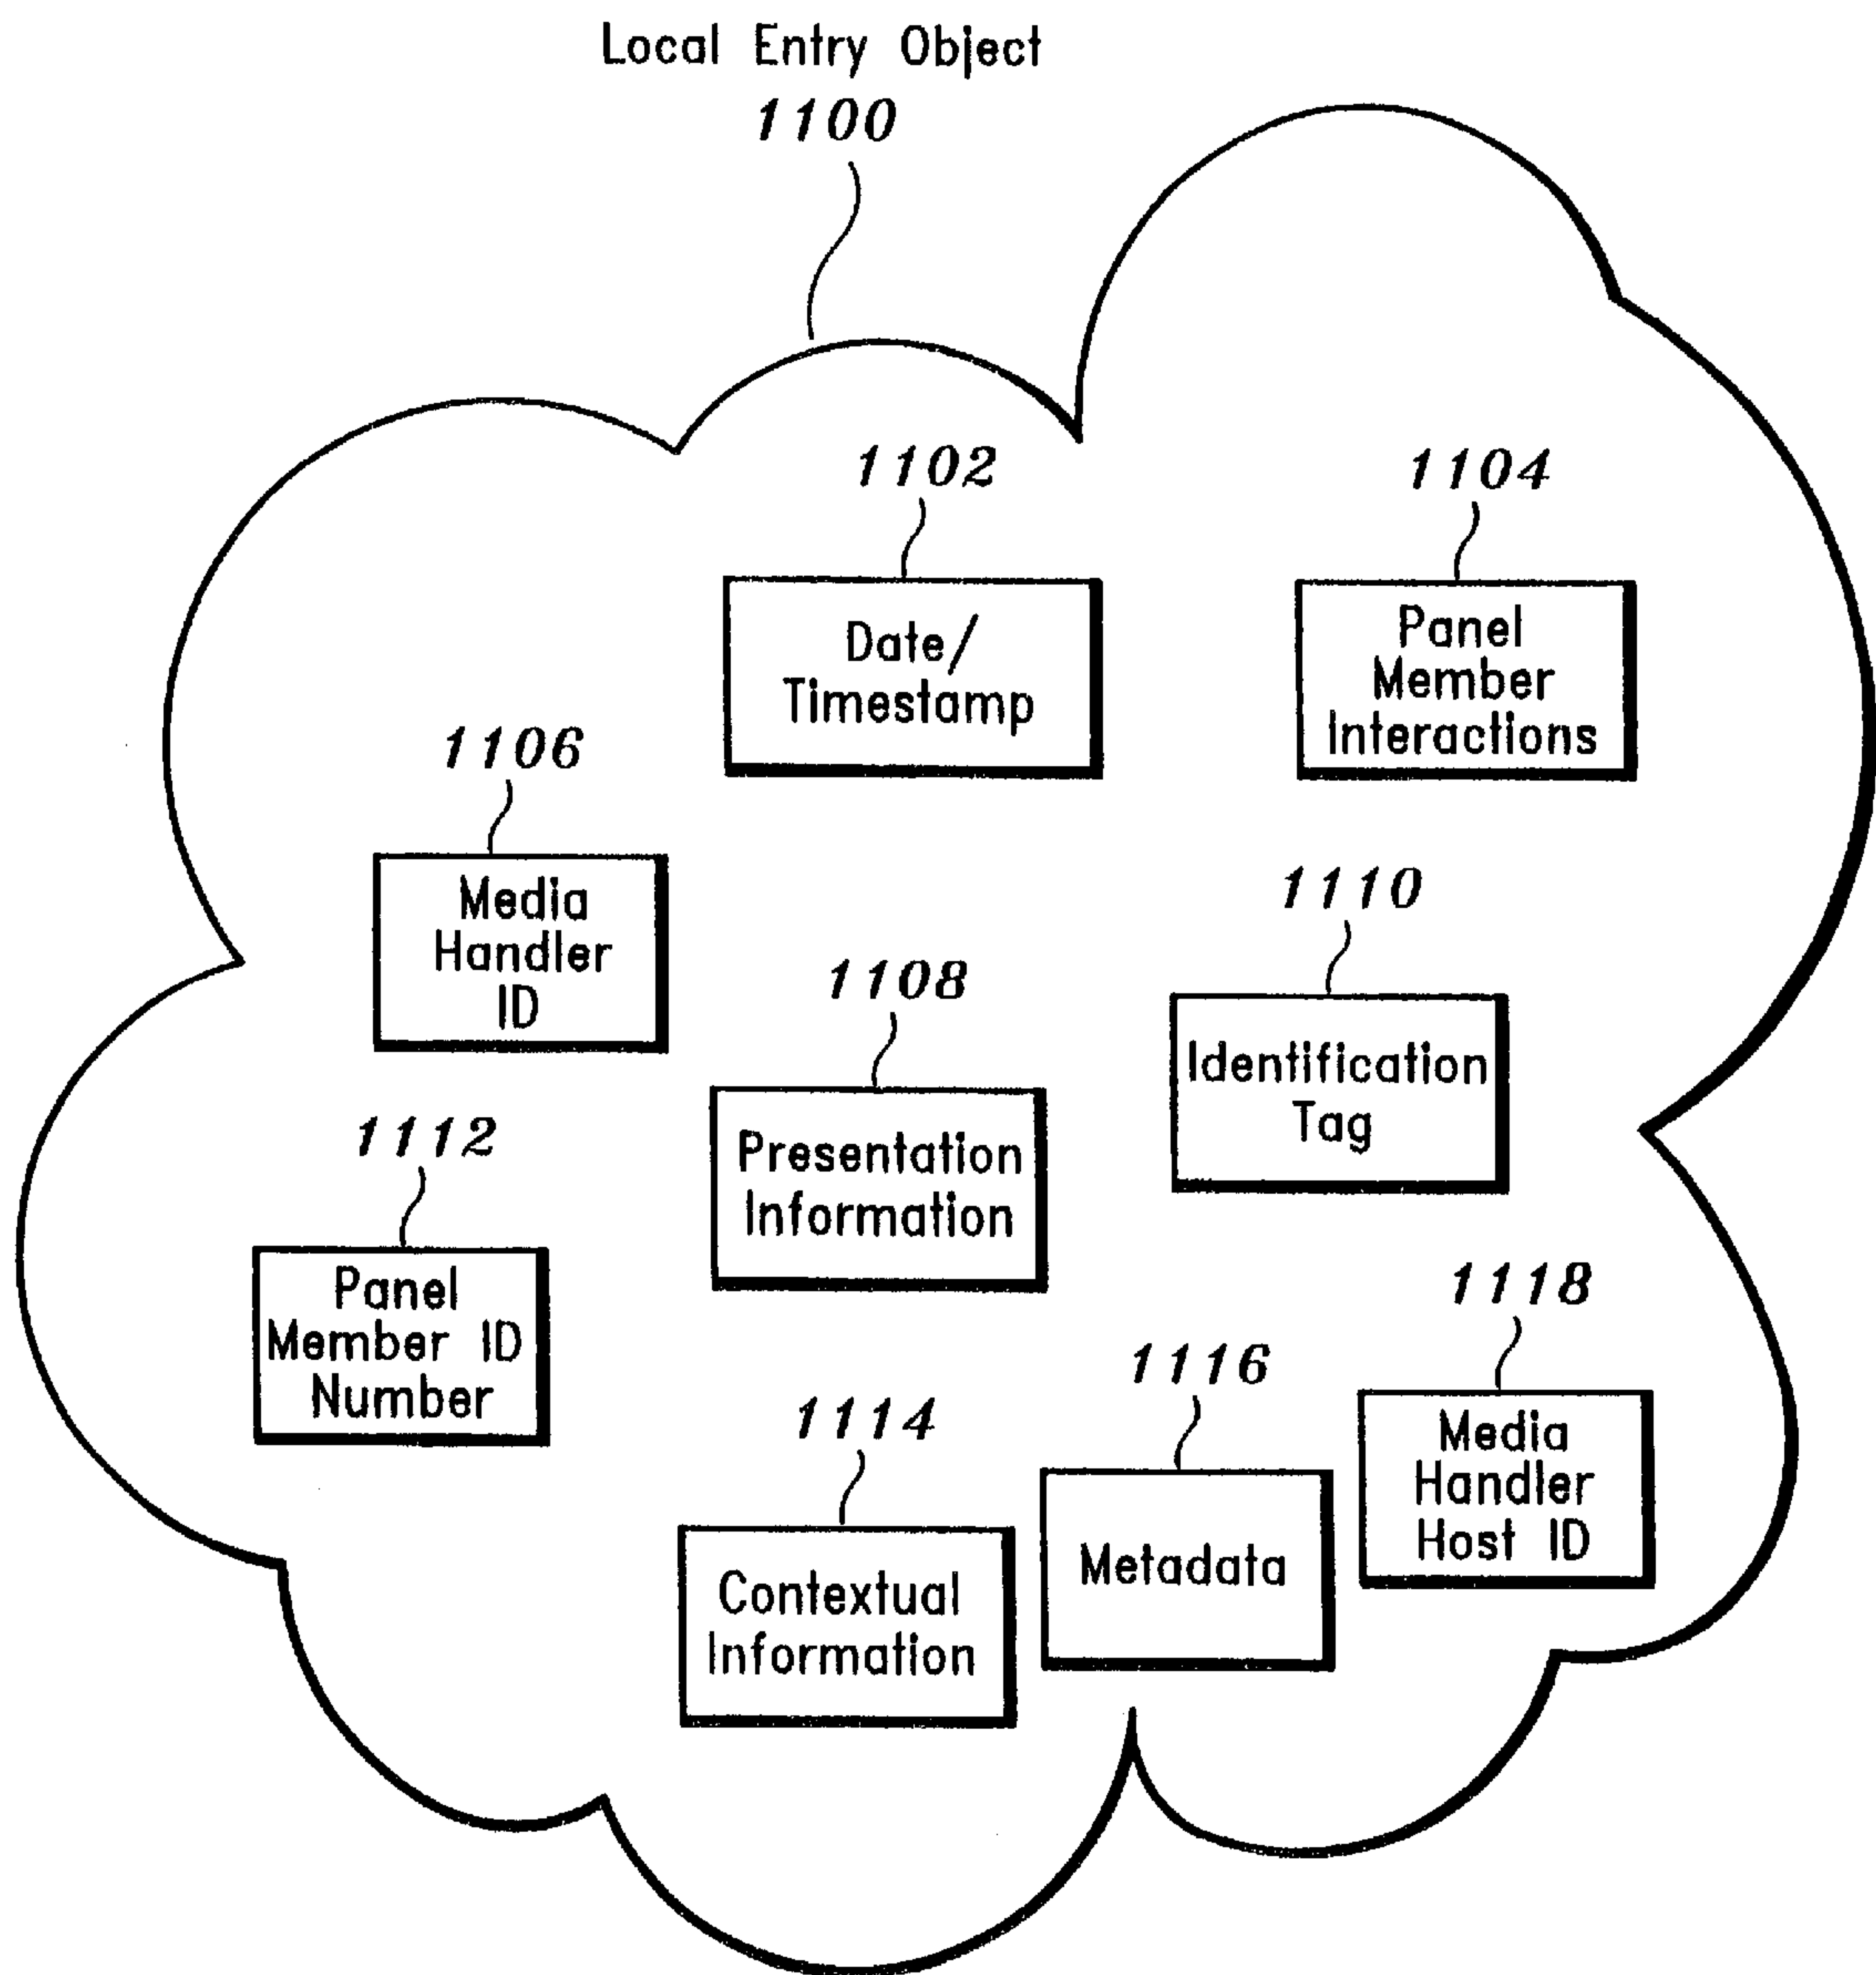 Local Entry Object
1100
1102
Date/
Timestamp
1104
Panel
Member
Interactions
1106
Media
Handler
ID
1108
Presentation
Information
1110
Identification
Tag
1112
Panel
Member ID
Number
1114
Contextual
Information
1116
Metadata
1118
Media
Handler
Host ID